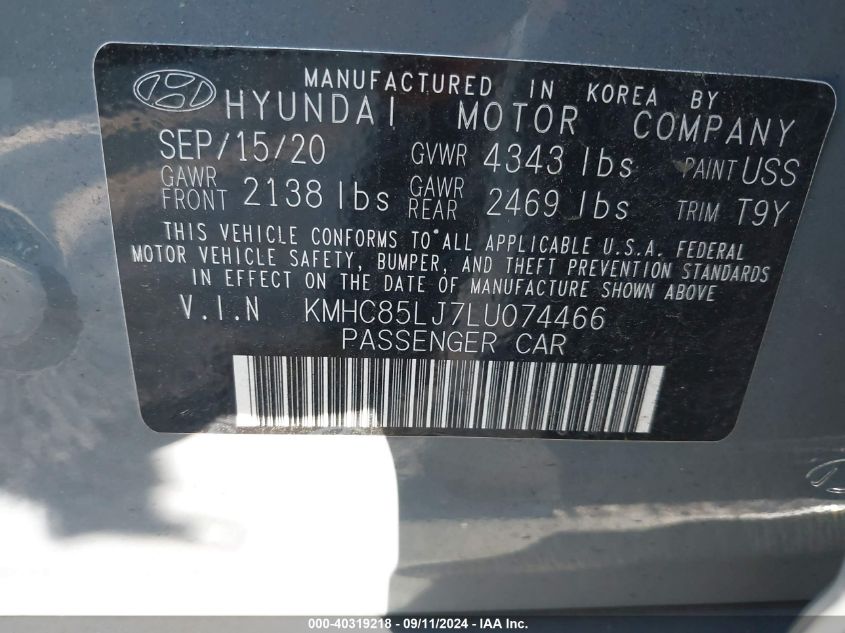 MANUFACTURED IN KOREA BY
HYUNDAI MOTOR COMPANY
SEP/15/20 GVWR 4343 lbs PAINT USS
GAWR FRONT 2138 lbs GAWR REAR 2469 lbs TRIM T9Y
THIS VEHICLE CONFORMS TO ALL APPLICABLE U.S.A. FEDERAL
MOTOR VEHICLE SAFETY, BUMPER, AND THEFT PREVENTION STANDARDS
IN EFFECT ON THE DATE OF MANUFACTURE SHOWN ABOVE
V.I.N KMHC85LJ7LU074466
PASSENGER CAR
000-40319218 - 09/11/2024 - IAA, Inc.